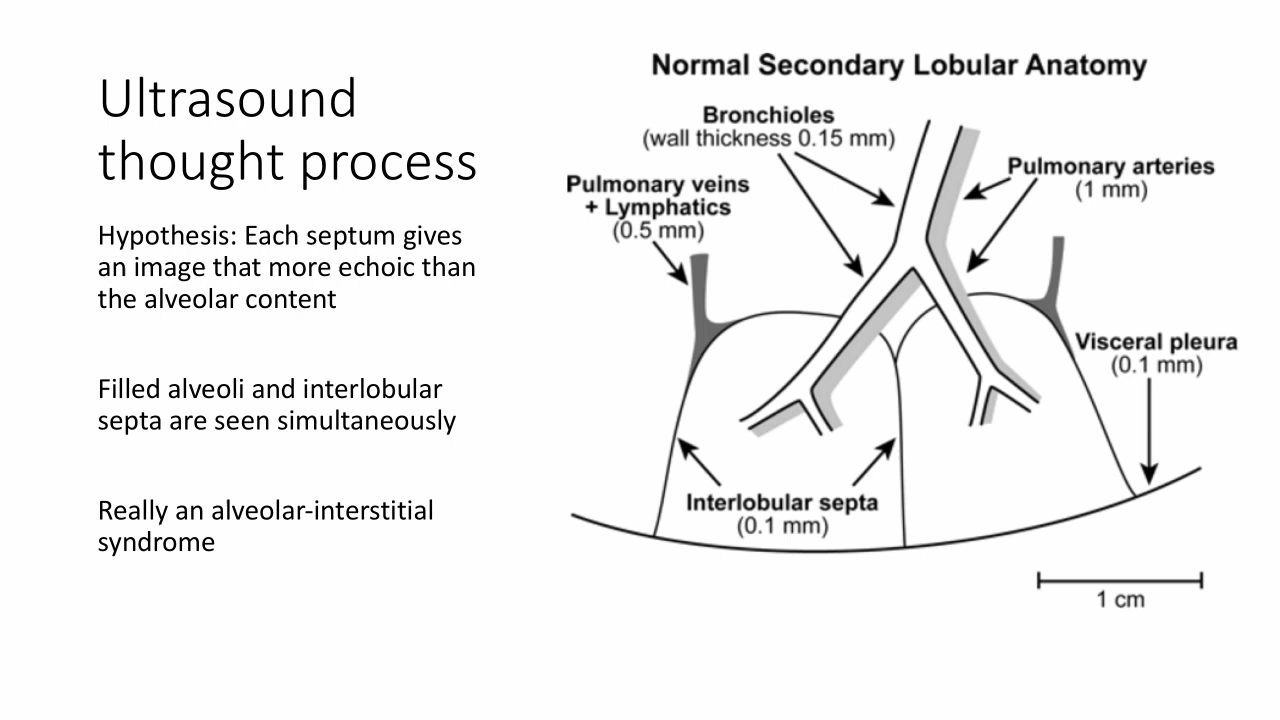 Ultrasound
thought process
Hypothesis: Each septum gives
an image that more echoic than
the alveolar content
Filled alveoli and interlobular
septa are seen simultaneously
Really an alveolar-interstitial
syndrome
Normal Secondary Lobular Anatomy
Bronchioles
(wall thickness 0.15 mm)
Pulmonary arteries
(1 mm)
Pulmonary veins
+ Lymphatics
(0.5 mm)
Visceral pleura
(0.1 mm)
Interlobular septa
(0.1 mm)
1 cm